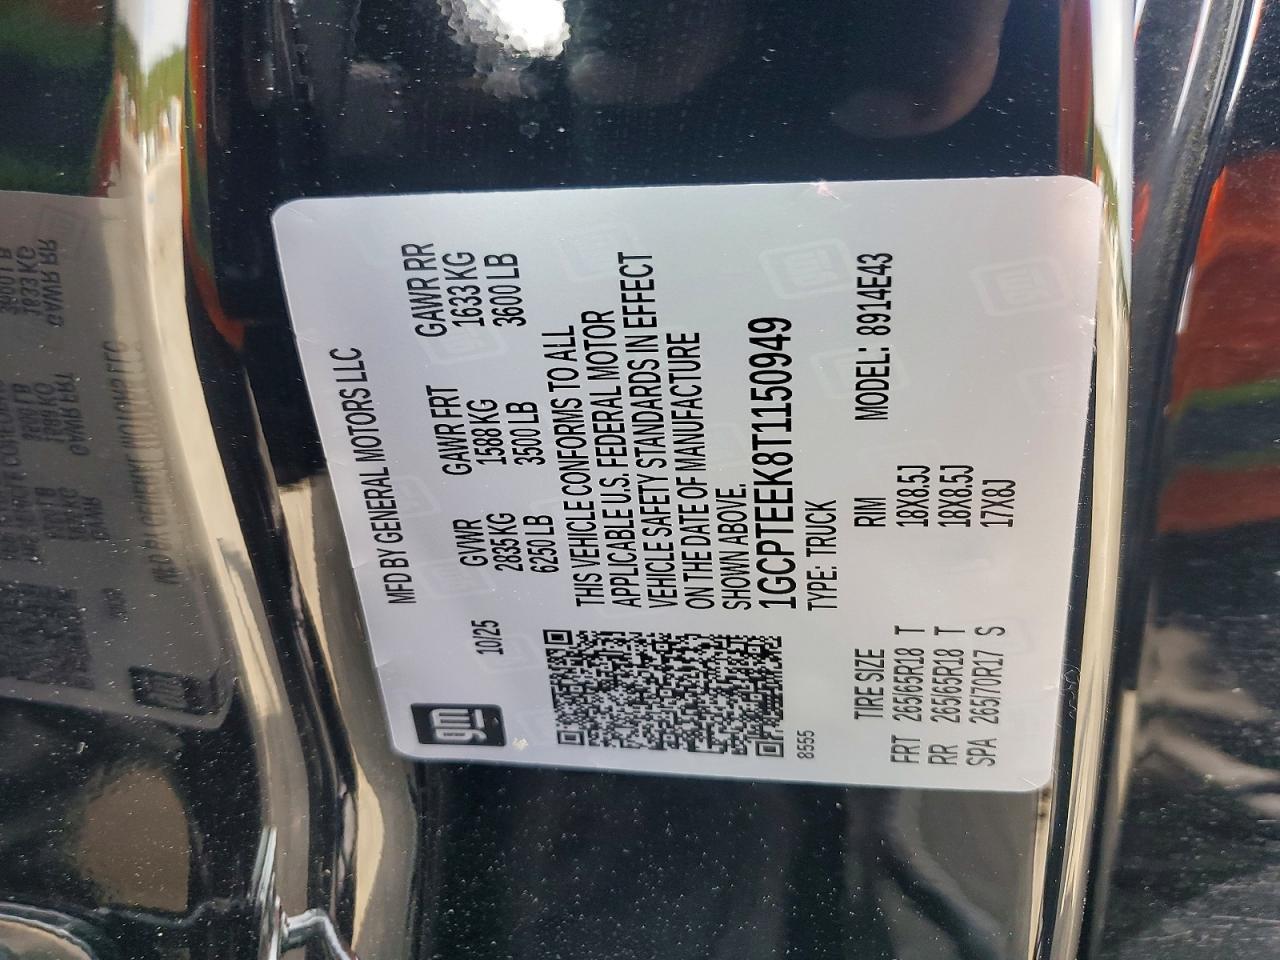 gm
MFD BY GENERAL MOTORS LLC
10/25
GVWR GAWR FRT GAWR RR
2835 KG 1588 KG 1633 KG
6250 LB 3500 LB 3600 LB
THIS VEHICLE CONFORMS TO ALL
APPLICABLE U.S. FEDERAL MOTOR
VEHICLE SAFETY STANDARDS IN EFFECT
ON THE DATE OF MANUFACTURE
SHOWN ABOVE.
1GCPTEEK8T1150949
8555
TYPE: TRUCK
TIRE SIZE RIM MODEL: 8914E43
FRT 265/65R18 T 18X8.5J
RR 265/65R18 T 18X8.5J
SPA 265/70R17 S 17X8J